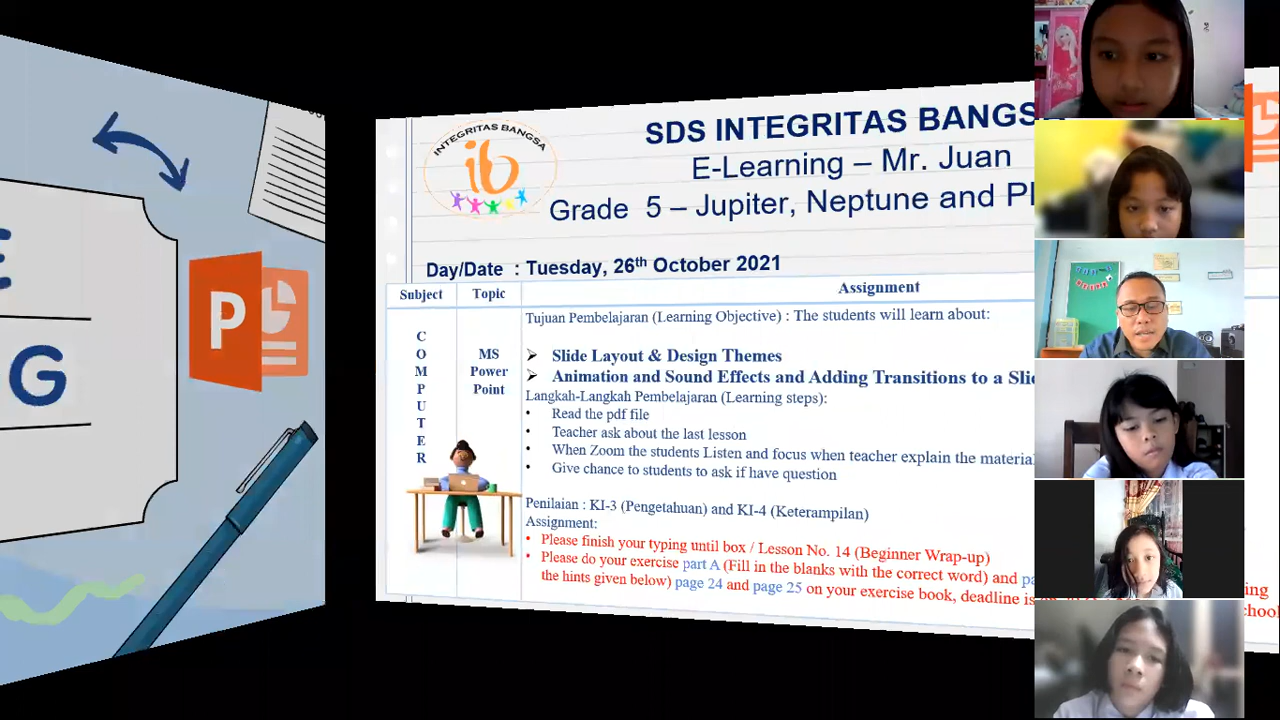 G
P
INTEGRITAS BANGSA
ib
SDS INTEGRITAS BANGS
E-Learning – Mr. Juan
Grade 5 – Jupiter, Neptune and Pl
Day/Date : Tuesday, 26th October 2021
Subject Topic Assignment
COMPUTER
MS
Power
Point
Tujuan Pembelajaran (Learning Objective) : The students will learn about:
➢ Slide Layout & Design Themes
➢ Animation and Sound Effects and Adding Transitions to a Slid
Langkah-Langkah Pembelajaran (Learning steps):
• Read the pdf file
• Teacher ask about the last lesson
• When Zoom the students Listen and focus when teacher explain the material
• Give chance to students to ask if have question
Penilaian : KI-3 (Pengetahuan) and KI-4 (Keterampilan)
Assignment:
• Please finish your typing until box / Lesson No. 14 (Beginner Wrap-up)
• Please do your exercise part A (Fill in the blanks with the correct word) and pa
the hints given below) page 24 and page 25 on your exercise book, deadline is